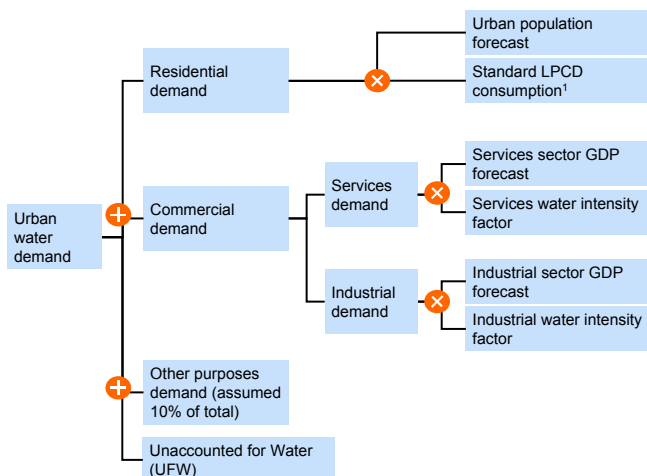 Urban
water
demand
Residential
demand
Urban population
forecast
Standard LPCD
consumption¹
Commercial
demand
Services
demand
Services sector GDP
forecast
Services water intensity
factor
Industrial
demand
Industrial sector GDP
forecast
Industrial water intensity
factor
Other purposes
demand (assumed
10% of total)
Unaccounted for Water
(UFW)